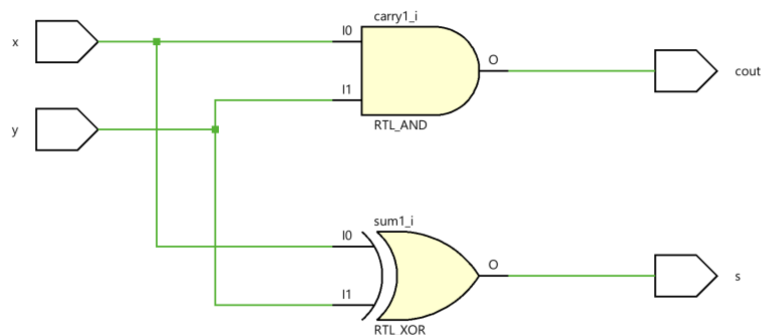 carry1_i
x
I0
O
cout
I1
y
RTL_AND
sum1_i
I0
O
s
I1
RTL_XOR